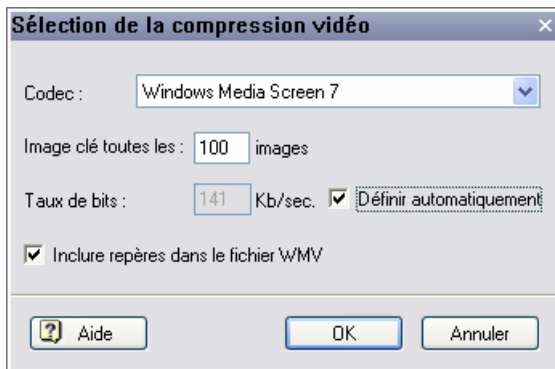 Sélection de la compression vidéo
Codec : Windows Media Screen 7
Image clé toutes les : 100 images
Taux de bits : 141 Kb/sec. Définir automatiquement
Inclure repères dans le fichier WMV
Aide OK Annuler